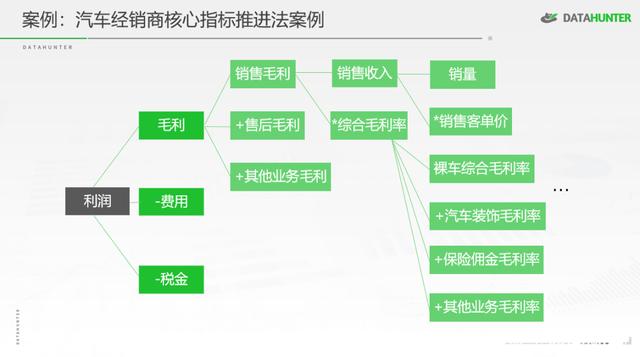 案例：汽车经销商核心指标推进法案例
DATAHUNTER
DATAHUNTER
销售毛利
销售收入
销量
毛利
+售后毛利
*综合毛利率
*销售客单价
+其他业务毛利
裸车综合毛利率
...
利润
-费用
+汽车装饰毛利率
+保险佣金毛利率
-税金
+其他业务毛利率
DATAHUNTER